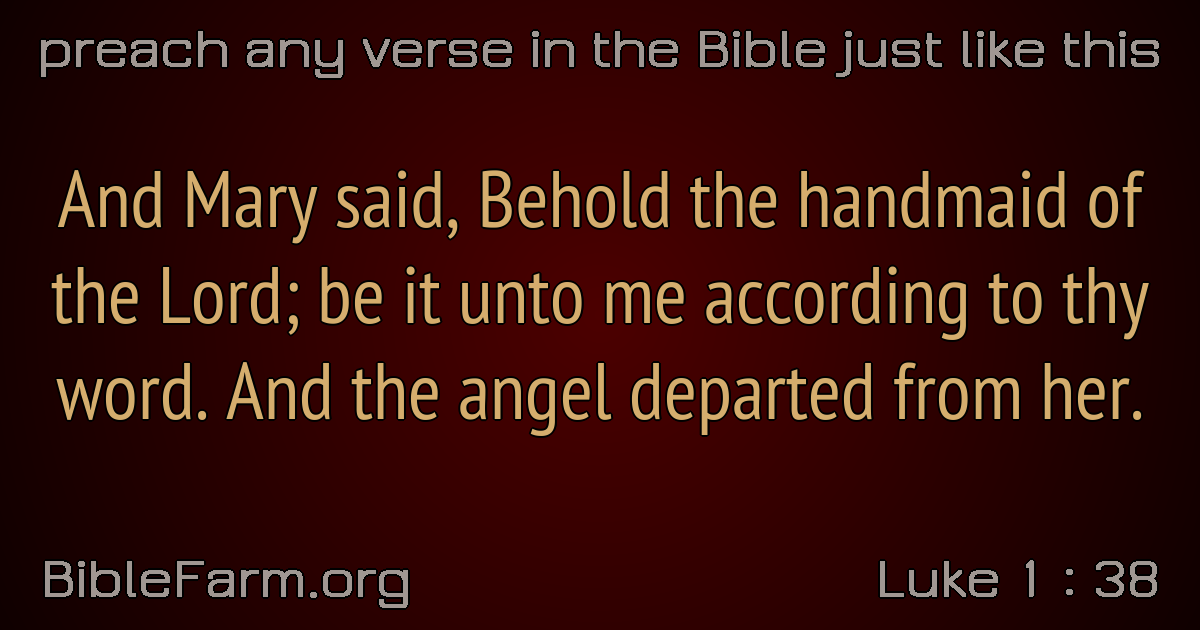 preach any verse in the Bible just like this
And Mary said, Behold the handmaid of
the Lord; be it unto me according to thy
word. And the angel departed from her.
BibleFarm.org
Luke 1 : 38